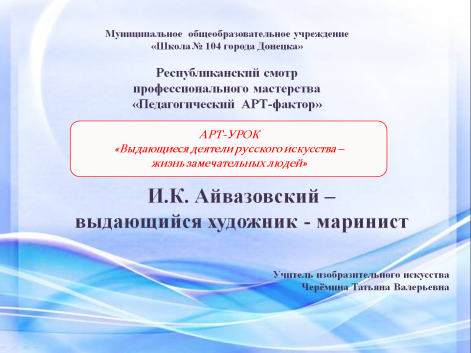 Муниципальное общеобразовательное учреждение
«Школа № 104 города Донецка»
Республиканский смотр
профессионального мастерства
«Педагогический АРТ-фактор»
АРТ-УРОК
«Выдающиеся деятели русского искусства –
жизнь замечательных людей»
И.К. Айвазовский –
выдающийся художник - маринист
Учитель изобразительного искусства
Черёмина Татьяна Валерьевна